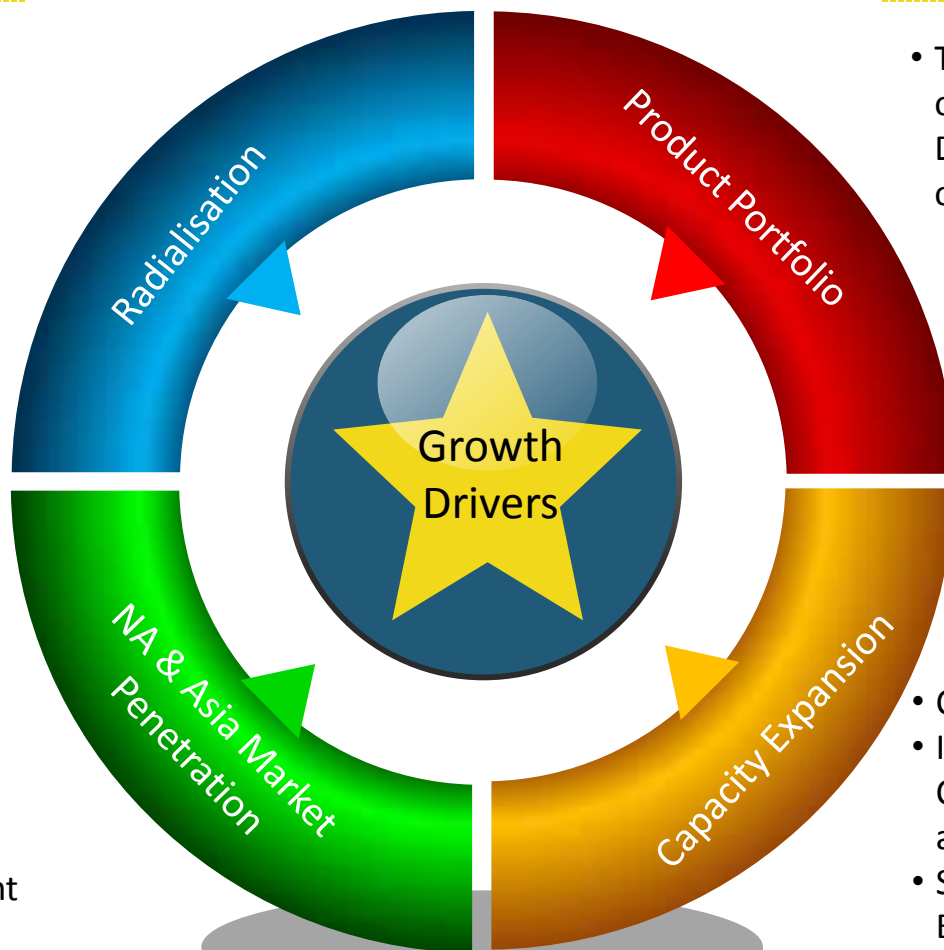 Radialisation
Product Portfolio
Growth
Drivers
NA & Asia Market
Penetration
Capacity Expansion